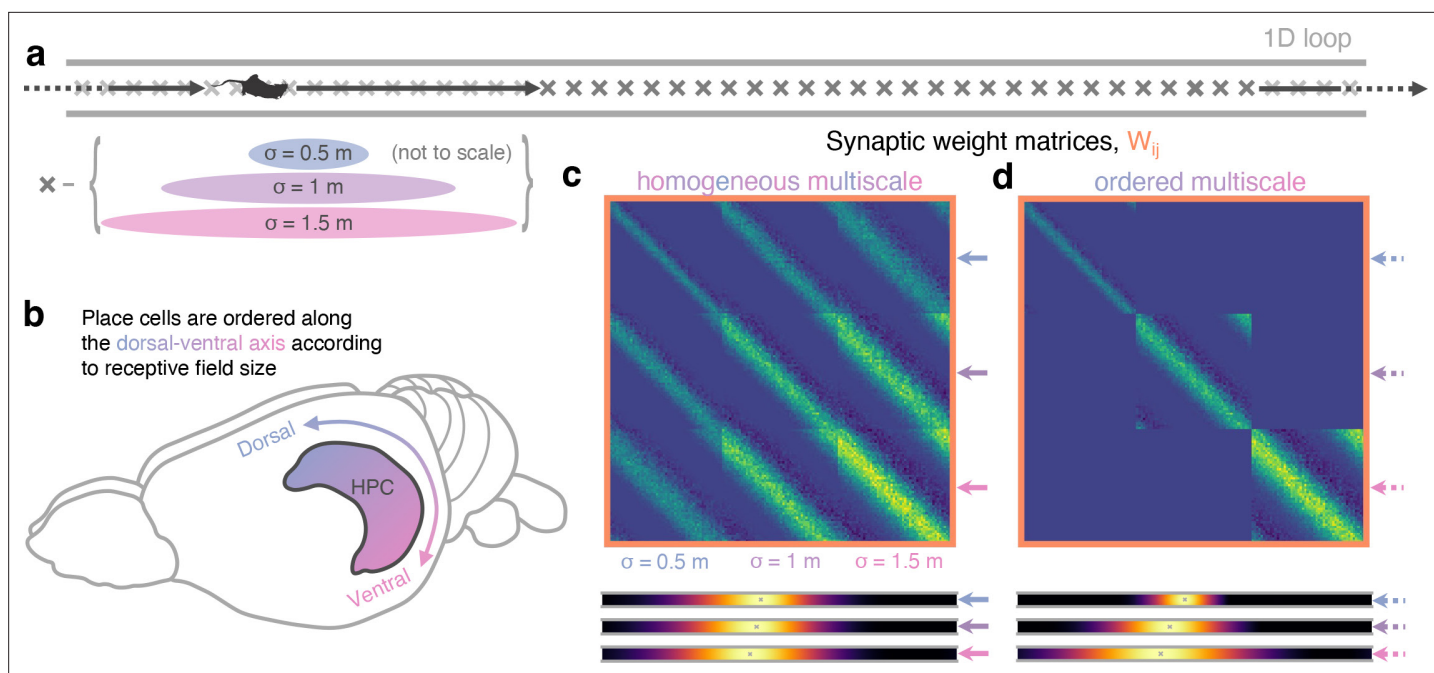 a
1D loop
σ = 0.5 m
(not to scale)
σ = 1 m
σ = 1.5 m
b
Place cells are ordered along
the dorsal-ventral axis according
to receptive field size
Dorsal
HPC
Ventral
Synaptic weight matrices, Wij
c
homogeneous multiscale
d
ordered multiscale
σ = 0.5 m
σ = 1 m
σ = 1.5 m